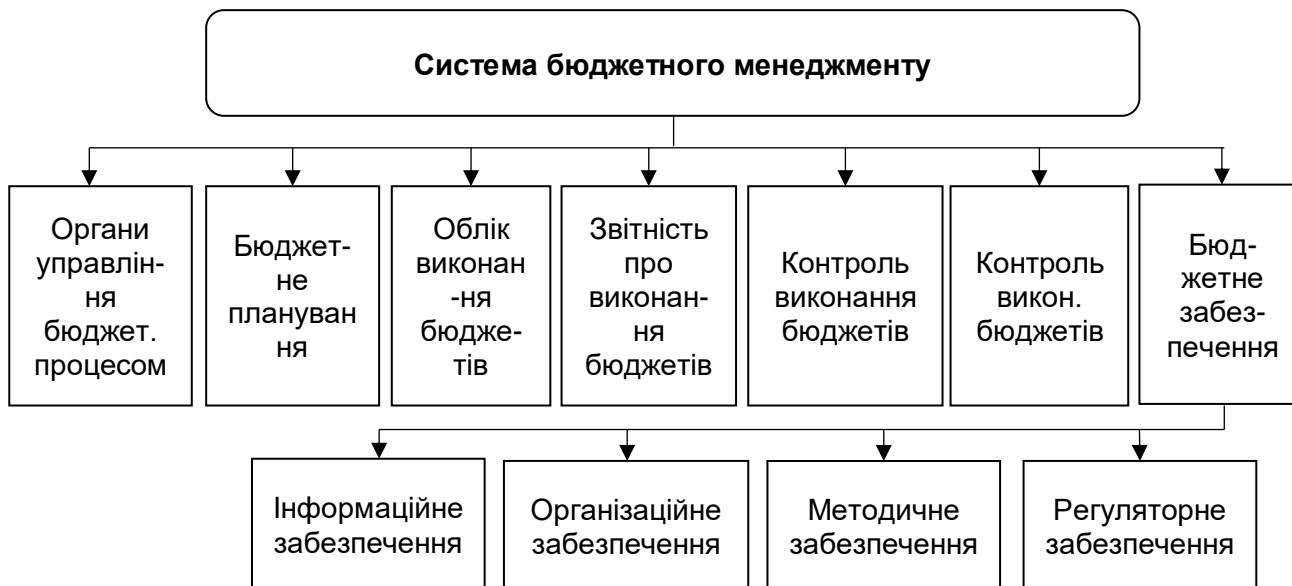 Система бюджетного менеджменту
Органи
управлін-
ня
бюджет.
процесом
Бюджет-
не
плануван
ня
Облік
виконан
-ня
бюдже-
тів
Звітність
про
виконан-
ня
бюджетів
Контроль
виконання
бюджетів
Контроль
викон.
бюджетів
Бюд-
жетне
забез-
печення
Інформаційне
забезпечення
Організаційне
забезпечення
Методичне
забезпечення
Регуляторне
забезпечення